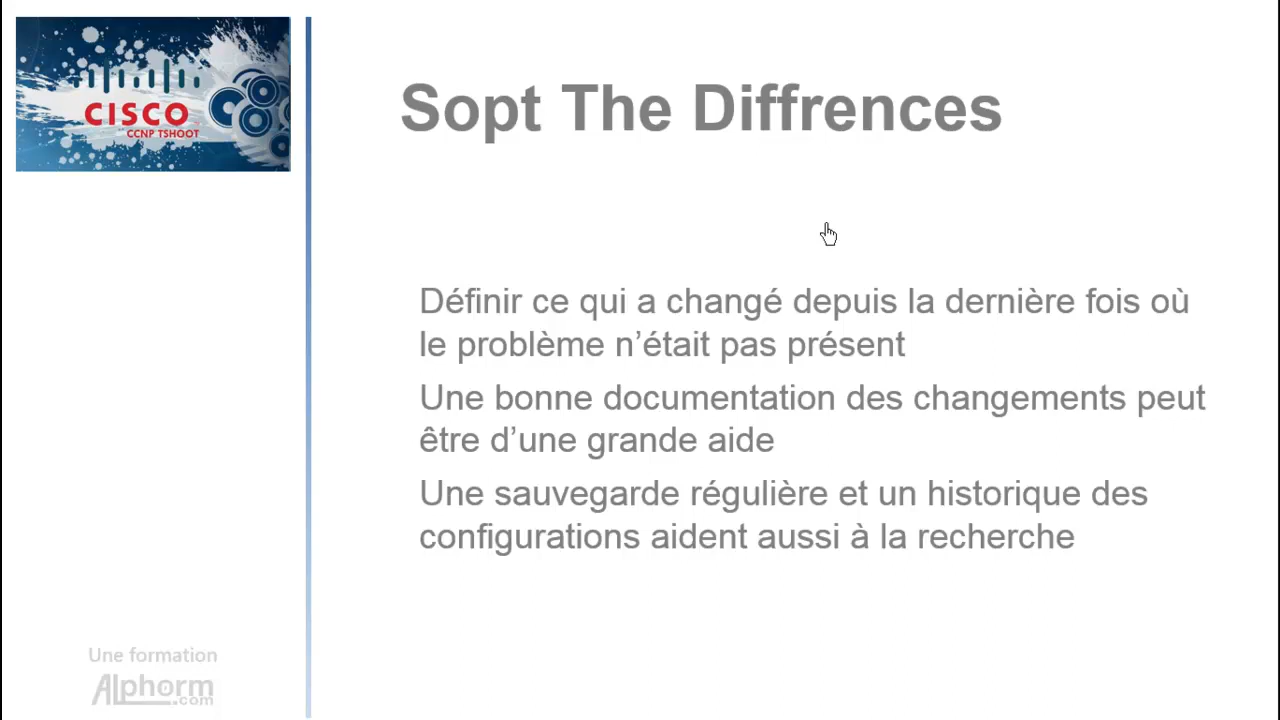 CISCO
CCNP TSHOOT
Sopt The Diffrences
Définir ce qui a changé depuis la dernière fois où
le problème n’était pas présent
Une bonne documentation des changements peut
être d’une grande aide
Une sauvegarde régulière et un historique des
configurations aident aussi à la recherche
Une formation
Alphorm
.com